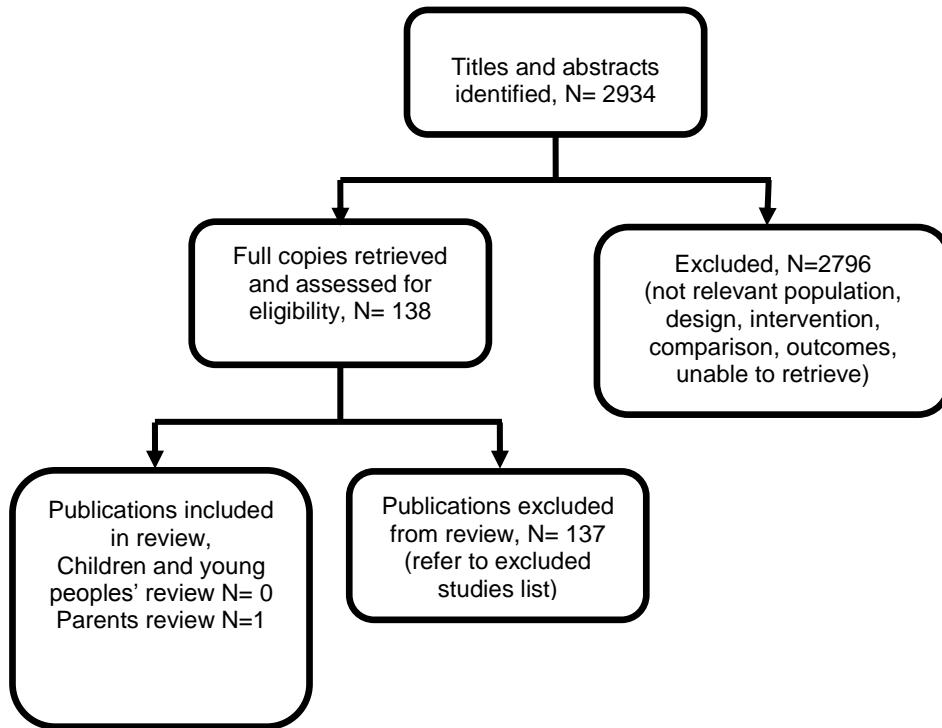 Titles and abstracts
identified, N= 2934
Full copies retrieved
and assessed for
eligibility, N= 138
Excluded, N=2796
(not relevant population,
design, intervention,
comparison, outcomes,
unable to retrieve)
Publications included
in review,
Children and young
peoples’ review N= 0
Parents review N=1
Publications excluded
from review, N= 137
(refer to excluded
studies list)